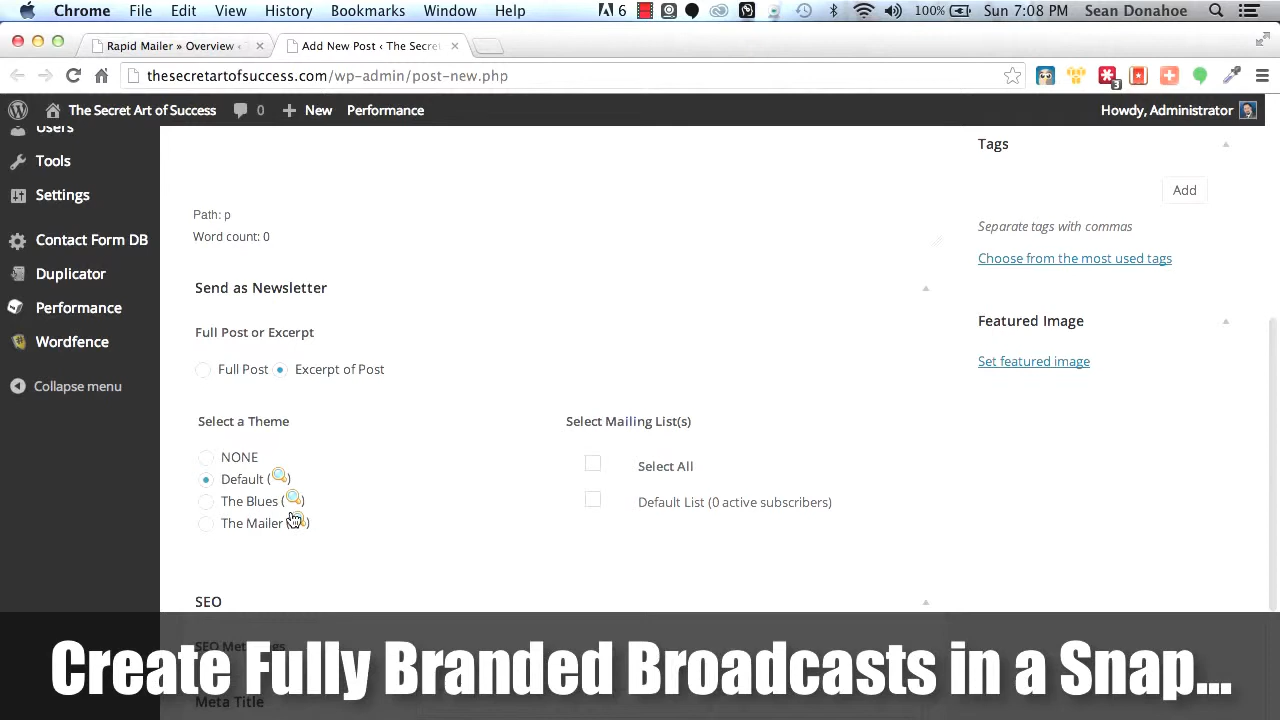 Chrome File Edit View History Bookmarks Window Help 6 100% Sun 7:08 PM Sean Donahoe
Rapid Mailer » Overview ‹ Add New Post ‹ The Secret
thesecretartofsuccess.com/wp-admin/post-new.php 3
The Secret Art of Success 0 New Performance Howdy, Administrator
Users
Tools
Settings
Contact Form DB
Duplicator
Performance
Wordfence
Collapse menu
Path: p
Word count: 0
Send as Newsletter
Full Post or Excerpt
Full Post Excerpt of Post
Select a Theme
NONE
Default ( )
The Blues ( )
The Mailer ( )
Select Mailing List(s)
Select All
Default List (0 active subscribers)
SEO
SEO Meta Tags
Meta Title
Tags
Add
Separate tags with commas
Choose from the most used tags
Featured Image
Set featured image
Create Fully Branded Broadcasts in a Snap...